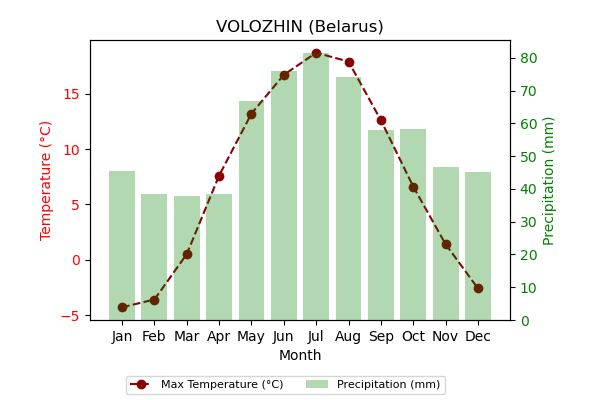 VOLOZHIN (Belarus)
Temperature (°C)
15
10
5
0
−5
80
70
60
50
40
30
20
10
0
Precipitation (mm)
Jan Feb Mar Apr May Jun Jul Aug Sep Oct Nov Dec
Month
Max Temperature (°C) Precipitation (mm)